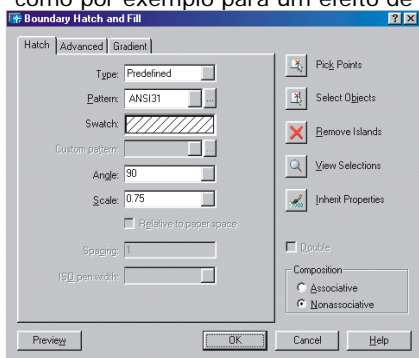 como por exemplo para um efeito de
Boundary Hatch and Fill
Hatch Advanced Gradient
Type: Predefined
Pattern: ANSI31 ...
Swatch:
Custom pattern: ...
Angle: 90
Scale: 0.75
Relative to paper space
Spacing: 1
ISO pen width:
Pick Points
Select Objects
Remove Islands
View Selections
Inherit Properties
Double
Composition
Associative
Nonassociative
Preview OK Cancel Help